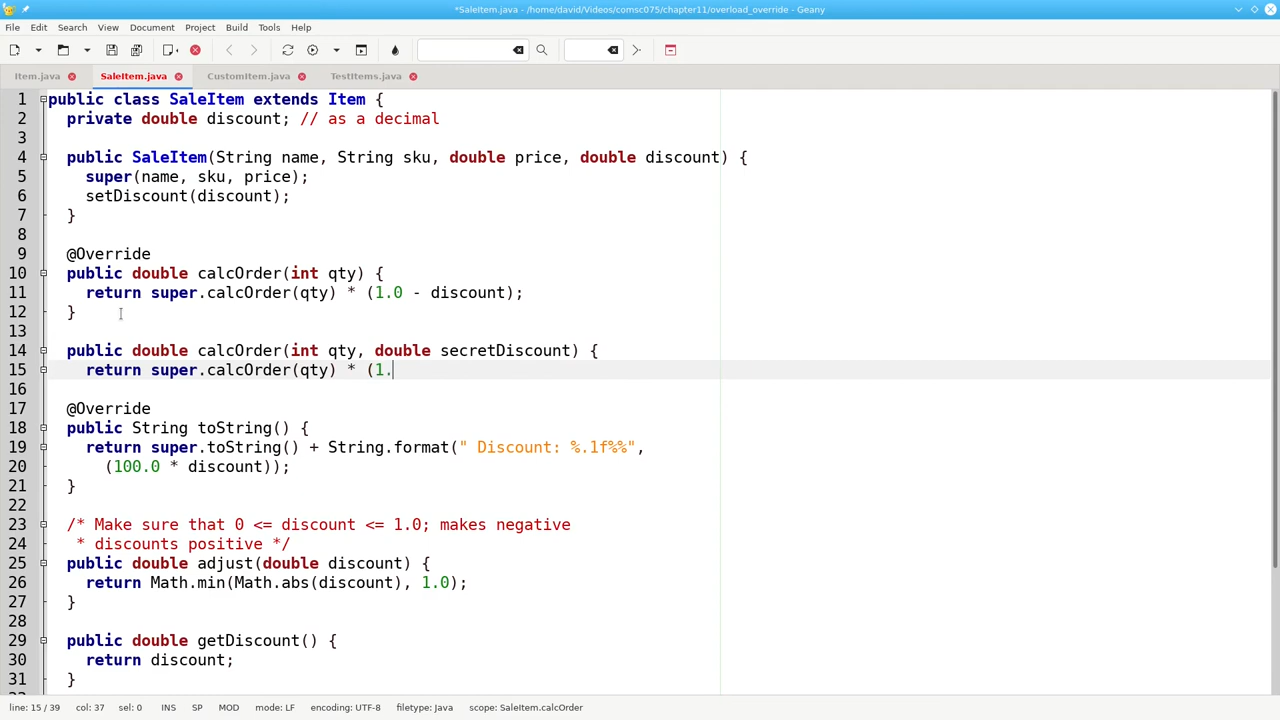 *SaleItem.java - /home/david/Videos/comsc075/chapter11/overload_override - Geany
File Edit Search View Document Project Build Tools Help
Item.java SaleItem.java CustomItem.java TestItems.java
1 public class SaleItem extends Item {
2 private double discount; // as a decimal
3
4 public SaleItem(String name, String sku, double price, double discount) {
5 super(name, sku, price);
6 setDiscount(discount);
7 }
8
9 @Override
10 public double calcOrder(int qty) {
11 return super.calcOrder(qty) * (1.0 - discount);
12 }
13
14 public double calcOrder(int qty, double secretDiscount) {
15 return super.calcOrder(qty) * (1.
16
17 @Override
18 public String toString() {
19 return super.toString() + String.format(" Discount: %.1f%%",
20 (100.0 * discount));
21 }
22
23 /* Make sure that 0 <= discount <= 1.0; makes negative
24 * discounts positive */
25 public double adjust(double discount) {
26 return Math.min(Math.abs(discount), 1.0);
27 }
28
29 public double getDiscount() {
30 return discount;
31 }
line: 15 / 39 col: 37 sel: 0 INS SP MOD mode: LF encoding: UTF-8 filetype: Java scope: SaleItem.calcOrder